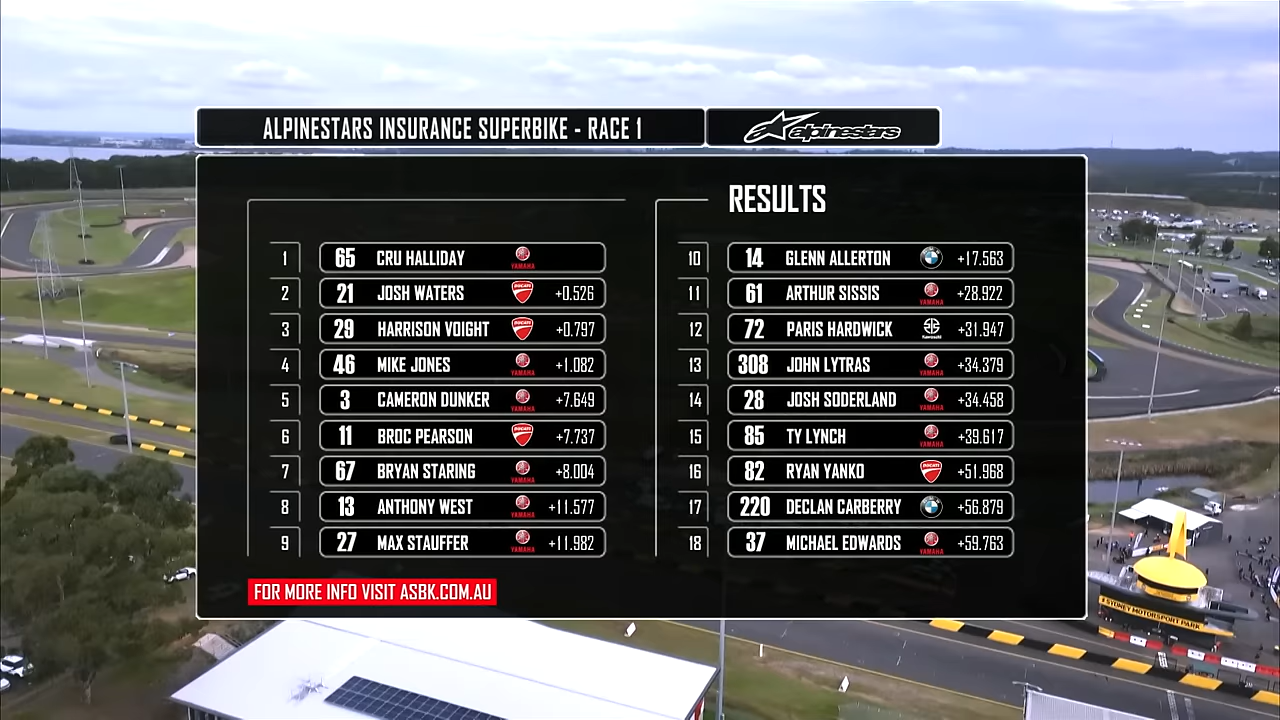 ALPINESTARS INSURANCE SUPERBIKE - RACE 1
alpinestars
RESULTS
1 65 CRU HALLIDAY YAMAHA
2 21 JOSH WATERS DUCATI +0.526
3 29 HARRISON VOIGHT DUCATI +0.797
4 46 MIKE JONES YAMAHA +1.082
5 3 CAMERON DUNKER YAMAHA +7.649
6 11 BROC PEARSON DUCATI +7.737
7 67 BRYAN STARING YAMAHA +8.004
8 13 ANTHONY WEST YAMAHA +11.577
9 27 MAX STAUFFER YAMAHA +11.982
10 14 GLENN ALLERTON BMW +17.563
11 61 ARTHUR SISSIS YAMAHA +28.922
12 72 PARIS HARDWICK Kawasaki +31.947
13 308 JOHN LYTRAS YAMAHA +34.379
14 28 JOSH SODERLAND YAMAHA +34.458
15 85 TY LYNCH YAMAHA +39.617
16 82 RYAN YANKO DUCATI +51.968
17 220 DECLAN CARBERRY BMW +56.879
18 37 MICHAEL EDWARDS YAMAHA +59.763
FOR MORE INFO VISIT ASBK.COM.AU
SYDNEY MOTORSPORT PARK